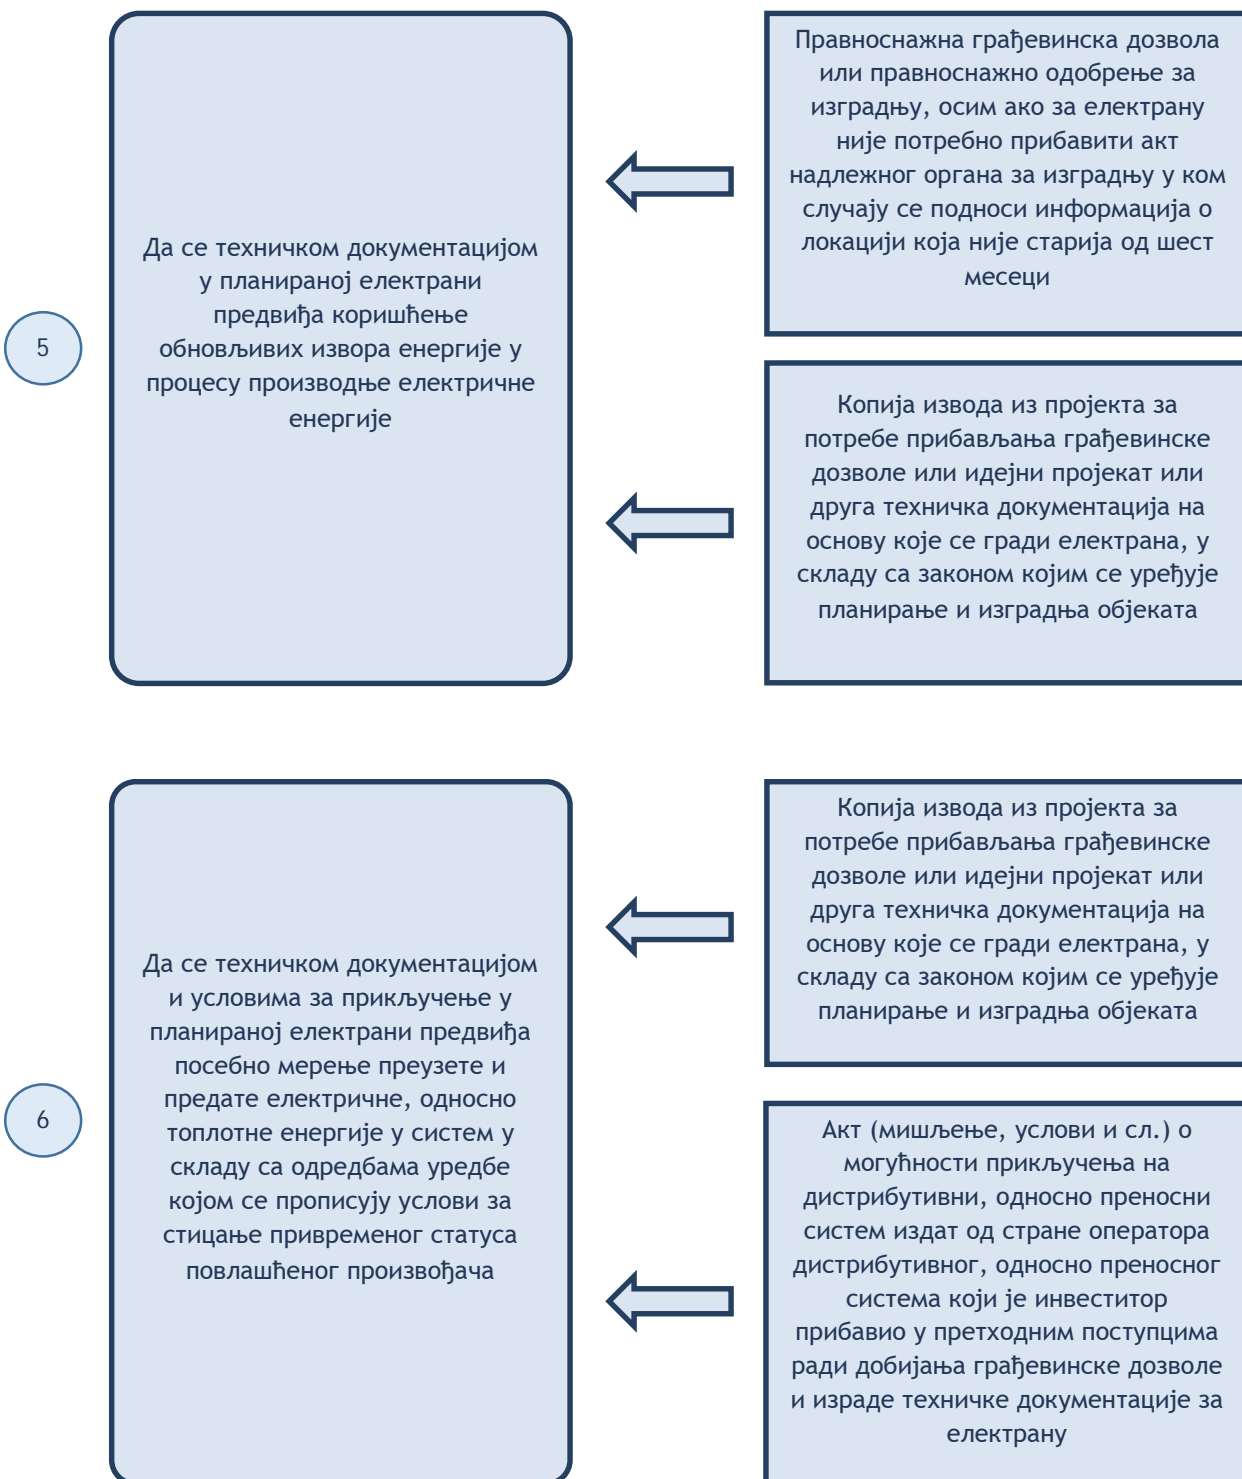 5
Да се техничком документацијом
у планираној електрани
предвиђа коришћење
обновљивих извора енергије у
процесу производње електричне
енергије
Правноснажна грађевинска дозвола
или правноснажно одобрење за
изградњу, осим ако за електрану
није потребно прибавити акт
надлежног органа за изградњу у ком
случају се подноси информација о
локацији која није старија од шест
месеци
Копија извода из пројекта за
потребе прибављања грађевинске
дозволе или идејни пројекат или
друга техничка документација на
основу које се гради електрана, у
складу са законом којим се уређује
планирање и изградња објеката
6
Да се техничком документацијом
и условима за прикључење у
планираној електрани предвиђа
посебно мерење преузете и
предате електричне, односно
топлотне енергије у систем у
складу са одредбама уредбе
којом се прописују услови за
стицање привременог статуса
повлашћеног произвођача
Копија извода из пројекта за
потребе прибављања грађевинске
дозволе или идејни пројекат или
друга техничка документација на
основу које се гради електрана, у
складу са законом којим се уређује
планирање и изградња објеката
Акт (мишљење, услови и сл.) о
могућности прикључења на
дистрибутивни, односно преносни
систем издат од стране оператора
дистрибутивног, односно преносног
система који је инвеститор
прибавио у претходним поступцима
ради добијања грађевинске дозволе
и израде техничке документације за
електрану